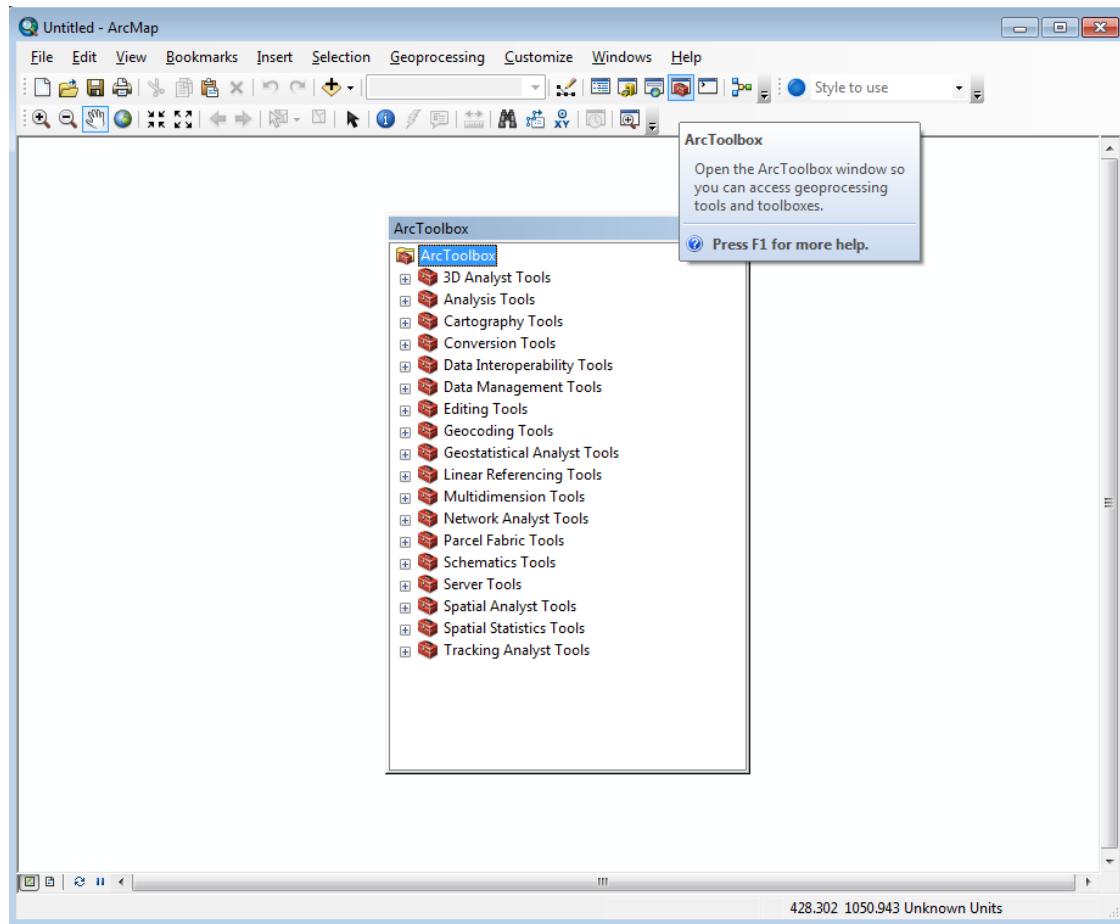 Untitled - ArcMap
File Edit View Bookmarks Insert Selection Geoprocessing Customize Windows Help
Style to use
XY
ArcToolbox
Open the ArcToolbox window so
you can access geoprocessing
tools and toolboxes.
Press F1 for more help.
ArcToolbox
ArcToolbox
3D Analyst Tools
Analysis Tools
Cartography Tools
Conversion Tools
Data Interoperability Tools
Data Management Tools
Editing Tools
Geocoding Tools
Geostatistical Analyst Tools
Linear Referencing Tools
Multidimension Tools
Network Analyst Tools
Parcel Fabric Tools
Schematics Tools
Server Tools
Spatial Analyst Tools
Spatial Statistics Tools
Tracking Analyst Tools
428.302 1050.943 Unknown Units